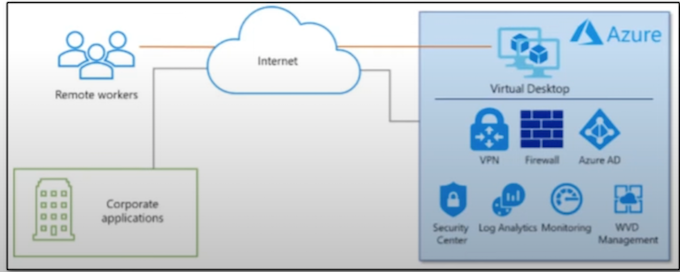 Azure
Internet
Remote workers
Virtual Desktop
VPN Firewall Azure AD
Corporate
applications
Security
Center
Log Analytics
Monitoring
WVD
Management